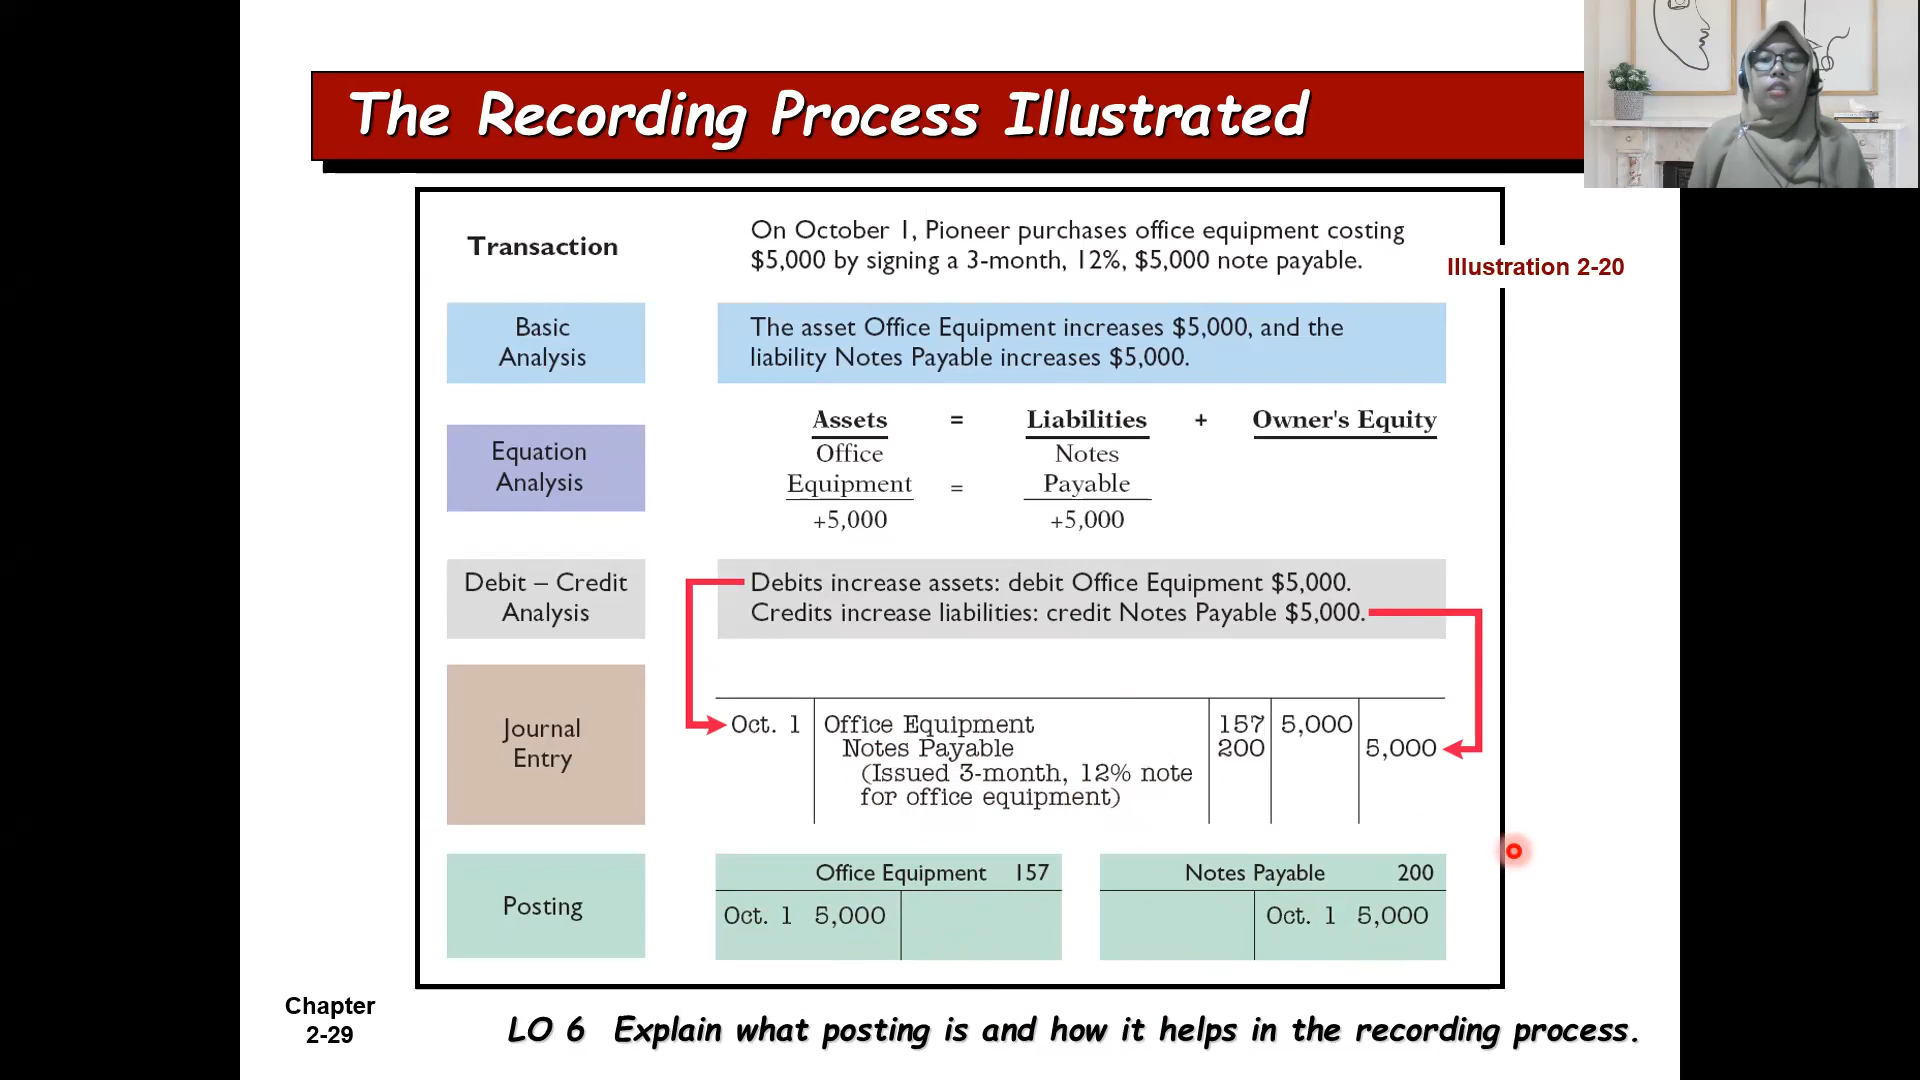 The Recording Process Illustrated
Transaction
On October 1, Pioneer purchases office equipment costing
$5,000 by signing a 3-month, 12%, $5,000 note payable.
Illustration 2-20
Basic
Analysis
The asset Office Equipment increases $5,000, and the
liability Notes Payable increases $5,000.
Equation
Analysis
Assets = Liabilities + Owner's Equity
Office Notes
Equipment = Payable
+5,000 +5,000
Debit – Credit
Analysis
Debits increase assets: debit Office Equipment $5,000.
Credits increase liabilities: credit Notes Payable $5,000.
Journal
Entry
Oct. 1 Office Equipment 157 5,000
Notes Payable 200 5,000
(Issued 3-month, 12% note
for office equipment)
Posting
Office Equipment 157
Oct. 1 5,000
Notes Payable 200
Oct. 1 5,000
Chapter
2-29
LO 6 Explain what posting is and how it helps in the recording process.